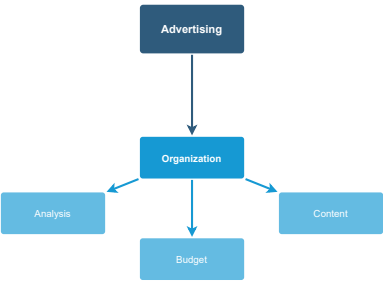 Advertising
Organization
Analysis
Content
Budget